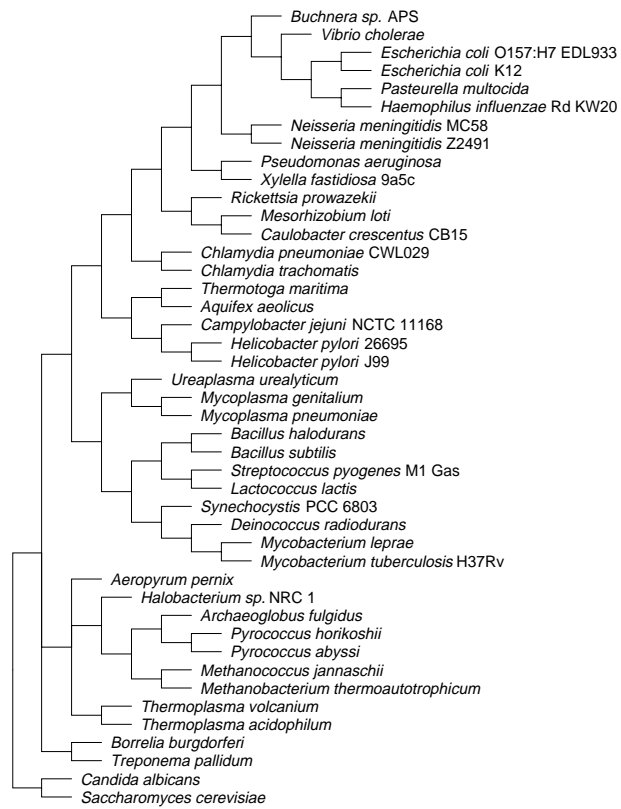 Buchnera sp. APS
Vibrio cholerae
Escherichia coli O157:H7 EDL933
Escherichia coli K12
Pasteurella multocida
Haemophilus influenzae Rd KW20
Neisseria meningitidis MC58
Neisseria meningitidis Z2491
Pseudomonas aeruginosa
Xylella fastidiosa 9a5c
Rickettsia prowazekii
Mesorhizobium loti
Caulobacter crescentus CB15
Chlamydia pneumoniae CWL029
Chlamydia trachomatis
Thermotoga maritima
Aquifex aeolicus
Campylobacter jejuni NCTC 11168
Helicobacter pylori 26695
Helicobacter pylori J99
Ureaplasma urealyticum
Mycoplasma genitalium
Mycoplasma pneumoniae
Bacillus halodurans
Bacillus subtilis
Streptococcus pyogenes M1 Gas
Lactococcus lactis
Synechocystis PCC 6803
Deinococcus radiodurans
Mycobacterium leprae
Mycobacterium tuberculosis H37Rv
Aeropyrum pernix
Halobacterium sp. NRC 1
Archaeoglobus fulgidus
Pyrococcus horikoshii
Pyrococcus abyssi
Methanococcus jannaschii
Methanobacterium thermoautotrophicum
Thermoplasma volcanium
Thermoplasma acidophilum
Borrelia burgdorferi
Treponema pallidum
Candida albicans
Saccharomyces cerevisiae